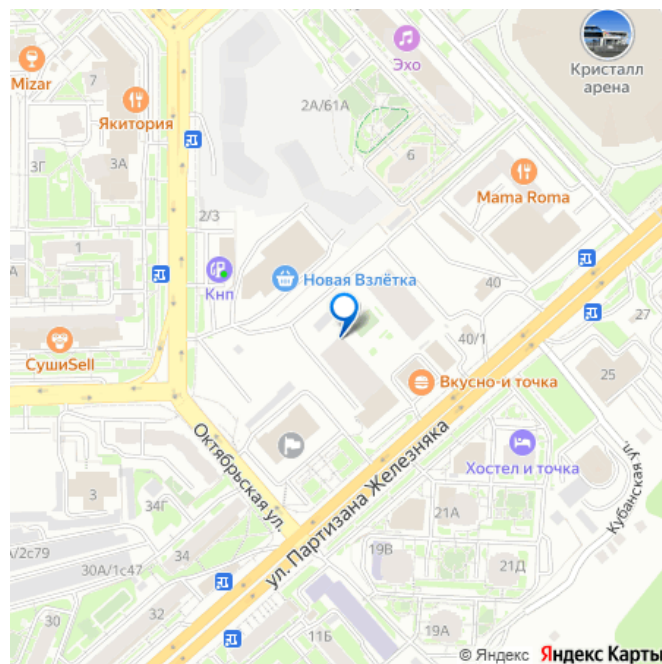 Эхо
Кристалл
арена
Mizar
7
2А/61А
Якитория
3Г
3А
6
Mama Roma
2/3
1
А
Кнп
Новая Взлётка
40
27
40/1
СушиSell
25
Вкусно-и точка
Октябрьская ул.
ул. Партизана Железняка
Хостел и точка
Кубанская ул.
3
34Г
21А
А/2с79
34
19В
30А/1с47
21Д
32
11Б
19А
© Яндекс Яндекс Карты